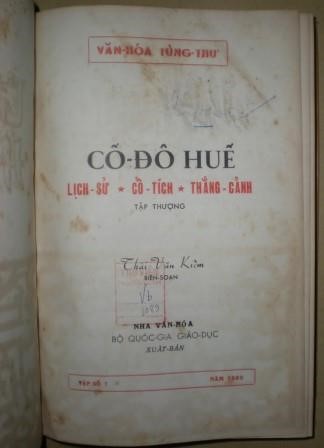 VĂN-HÓA TÙNG-THƯ
CỐ-ĐÔ HUẾ
LỊCH-SỬ ★ CỔ-TÍCH ★ THẮNG-CẢNH
TẬP THƯỢNG
Thái Văn Kiểm
BIÊN-SOẠN
Vb
NHA VĂN-HÓA
BỘ QUỐC-GIA GIÁO-DỤC
XUẤT-BẢN
TẬP SỐ 1
NĂM 1960